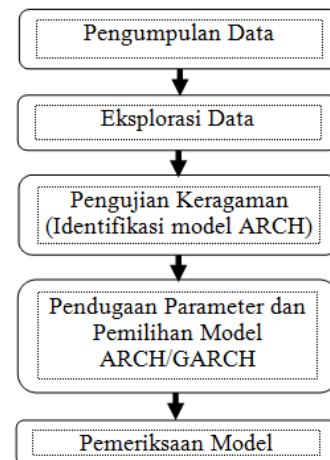 Pengumpulan Data
Eksplorasi Data
Pengujian Keragaman
(Identifikasi model ARCH)
Pendugaan Parameter dan
Pemilihan Model
ARCH/GARCH
Pemeriksaan Model